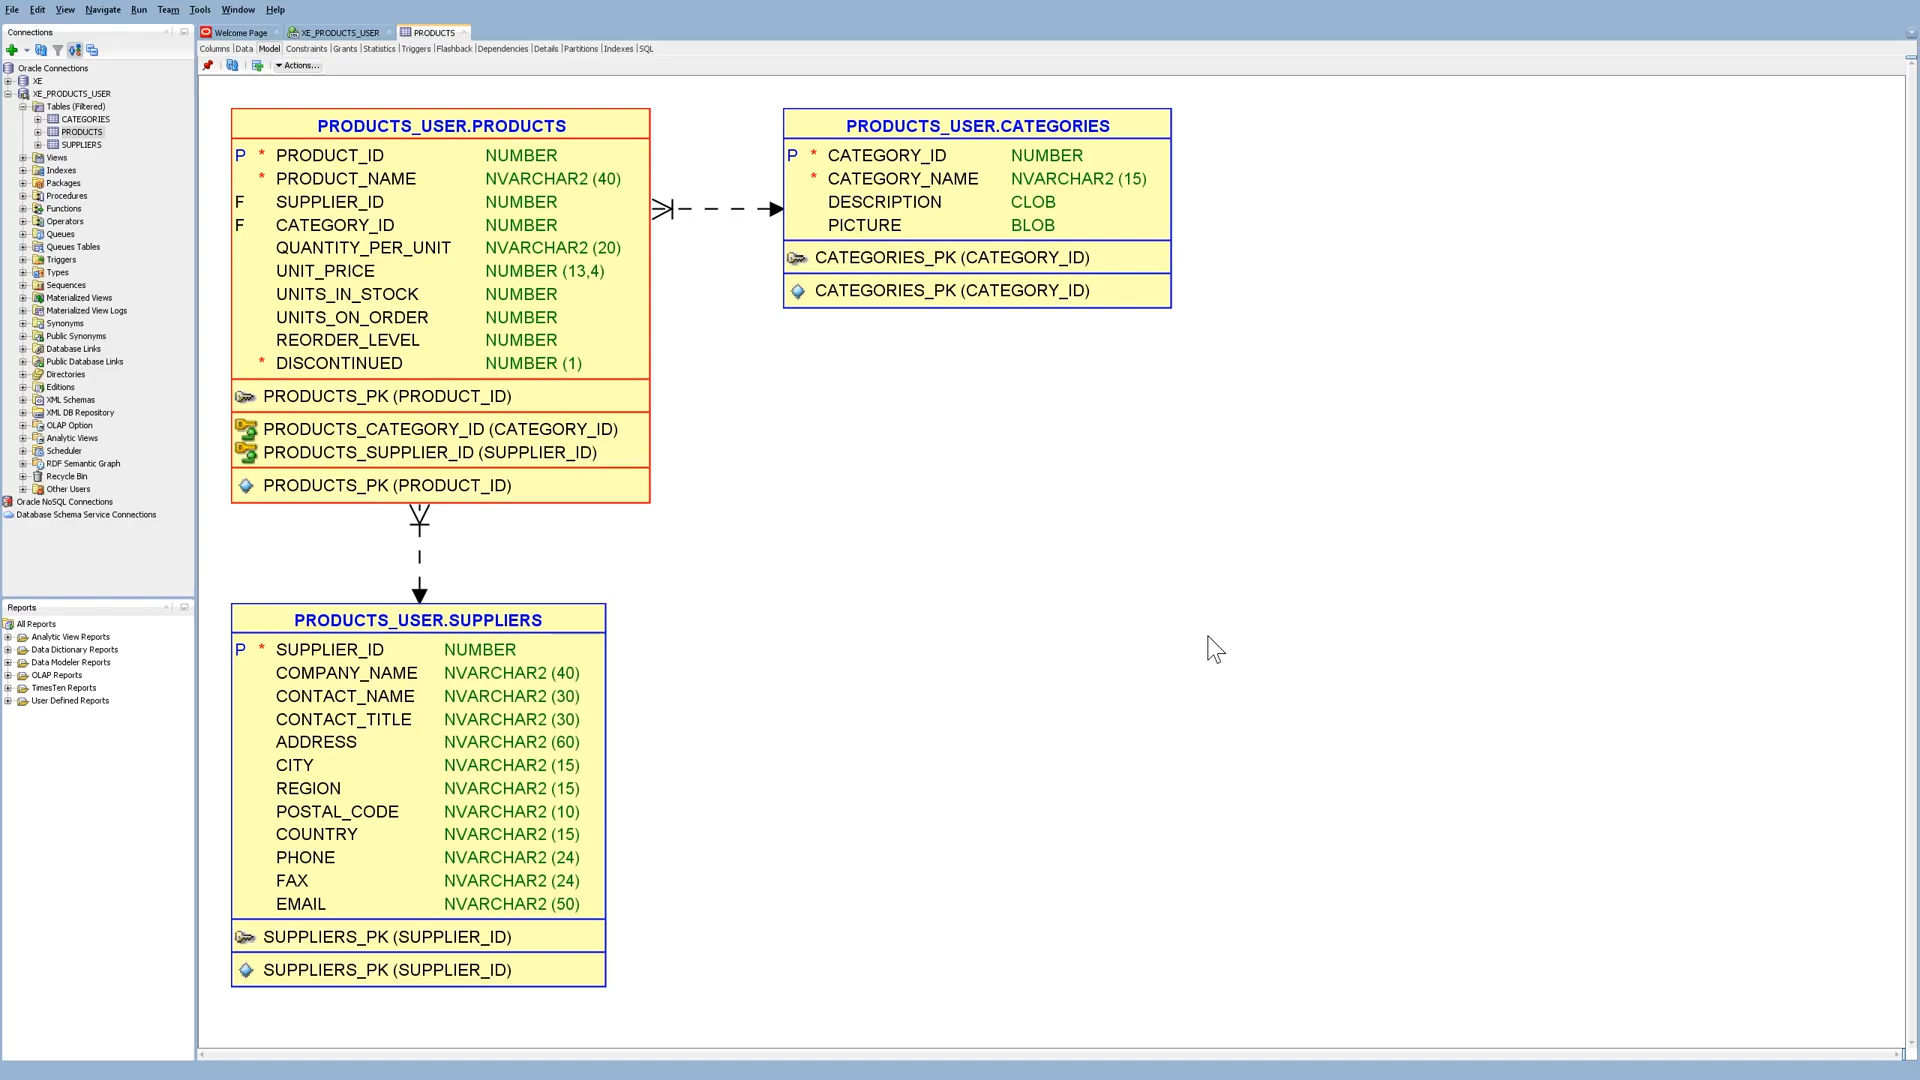 File Edit View Navigate Run Team Tools Window Help
Connections
Oracle Connections
XE
XE_PRODUCTS_USER
Tables (Filtered)
CATEGORIES
PRODUCTS
SUPPLIERS
Views
Indexes
Packages
Procedures
Functions
Operators
Queues
Queues Tables
Triggers
Types
Sequences
Materialized Views
Materialized View Logs
Synonyms
Public Synonyms
Database Links
Public Database Links
Directories
Editions
XML Schemas
XML DB Repository
OLAP Option
Analytic Views
Scheduler
RDF Semantic Graph
Recycle Bin
Other Users
Oracle NoSQL Connections
Database Schema Service Connections
Reports
All Reports
Analytic View Reports
Data Dictionary Reports
Data Modeler Reports
OLAP Reports
TimesTen Reports
User Defined Reports
Welcome Page XE_PRODUCTS_USER PRODUCTS
Columns | Data | Model | Constraints | Grants | Statistics | Triggers | Flashback | Dependencies | Details | Partitions | Indexes | SQL
Actions...
PRODUCTS_USER.PRODUCTS
P * PRODUCT_ID NUMBER
* PRODUCT_NAME NVARCHAR2 (40)
F SUPPLIER_ID NUMBER
F CATEGORY_ID NUMBER
QUANTITY_PER_UNIT NVARCHAR2 (20)
UNIT_PRICE NUMBER (13,4)
UNITS_IN_STOCK NUMBER
UNITS_ON_ORDER NUMBER
REORDER_LEVEL NUMBER
* DISCONTINUED NUMBER (1)
PRODUCTS_PK (PRODUCT_ID)
PRODUCTS_CATEGORY_ID (CATEGORY_ID)
PRODUCTS_SUPPLIER_ID (SUPPLIER_ID)
PRODUCTS_PK (PRODUCT_ID)
PRODUCTS_USER.CATEGORIES
P * CATEGORY_ID NUMBER
* CATEGORY_NAME NVARCHAR2 (15)
DESCRIPTION CLOB
PICTURE BLOB
CATEGORIES_PK (CATEGORY_ID)
CATEGORIES_PK (CATEGORY_ID)
PRODUCTS_USER.SUPPLIERS
P * SUPPLIER_ID NUMBER
COMPANY_NAME NVARCHAR2 (40)
CONTACT_NAME NVARCHAR2 (30)
CONTACT_TITLE NVARCHAR2 (30)
ADDRESS NVARCHAR2 (60)
CITY NVARCHAR2 (15)
REGION NVARCHAR2 (15)
POSTAL_CODE NVARCHAR2 (10)
COUNTRY NVARCHAR2 (15)
PHONE NVARCHAR2 (24)
FAX NVARCHAR2 (24)
EMAIL NVARCHAR2 (50)
SUPPLIERS_PK (SUPPLIER_ID)
SUPPLIERS_PK (SUPPLIER_ID)